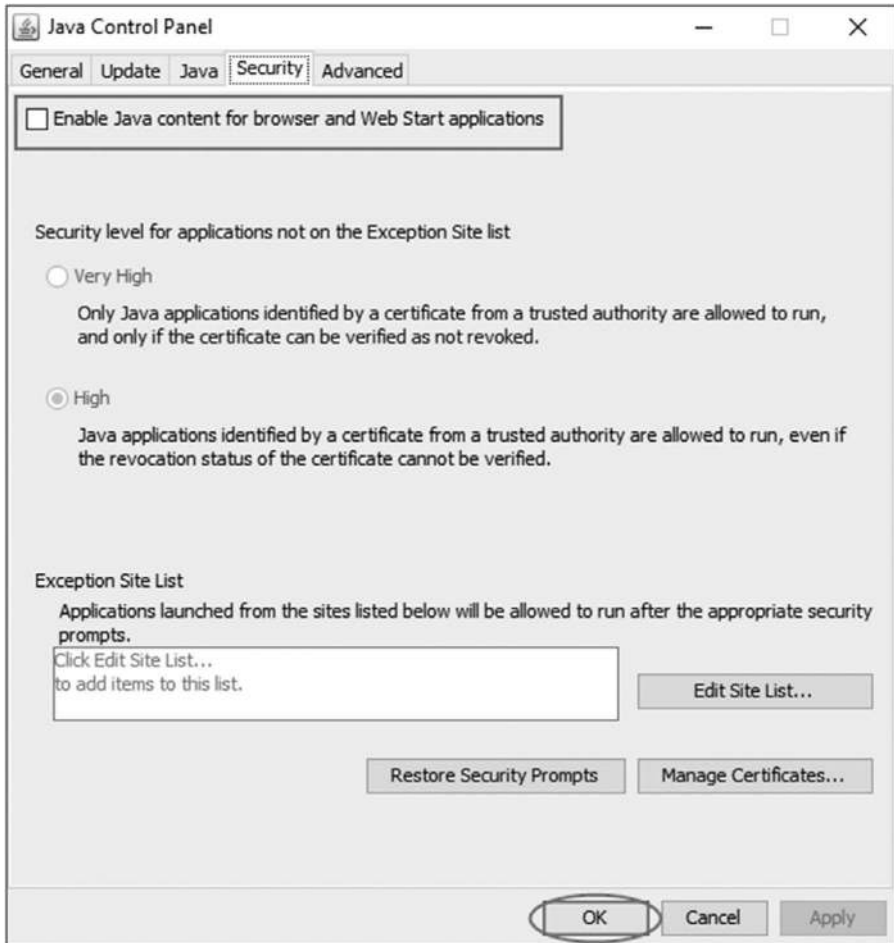 Java Control Panel
General Update Java Security Advanced
Enable Java content for browser and Web Start applications
Security level for applications not on the Exception Site list
Very High
Only Java applications identified by a certificate from a trusted authority are allowed to run,
and only if the certificate can be verified as not revoked.
High
Java applications identified by a certificate from a trusted authority are allowed to run, even if
the revocation status of the certificate cannot be verified.
Exception Site List
Applications launched from the sites listed below will be allowed to run after the appropriate security
prompts.
Click Edit Site List...
to add items to this list.
Edit Site List...
Restore Security Prompts Manage Certificates...
OK Cancel Apply